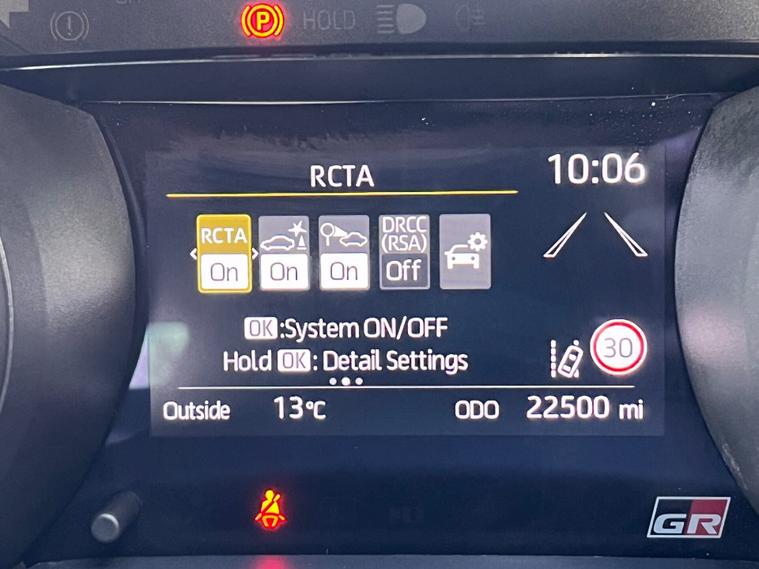 P HOLD
RCTA 10:06
RCTA DRCC
(RSA)
On On On Off
OK:System ON/OFF
Hold OK: Detail Settings
30
Outside 13°C ODO 22500 mi
GR